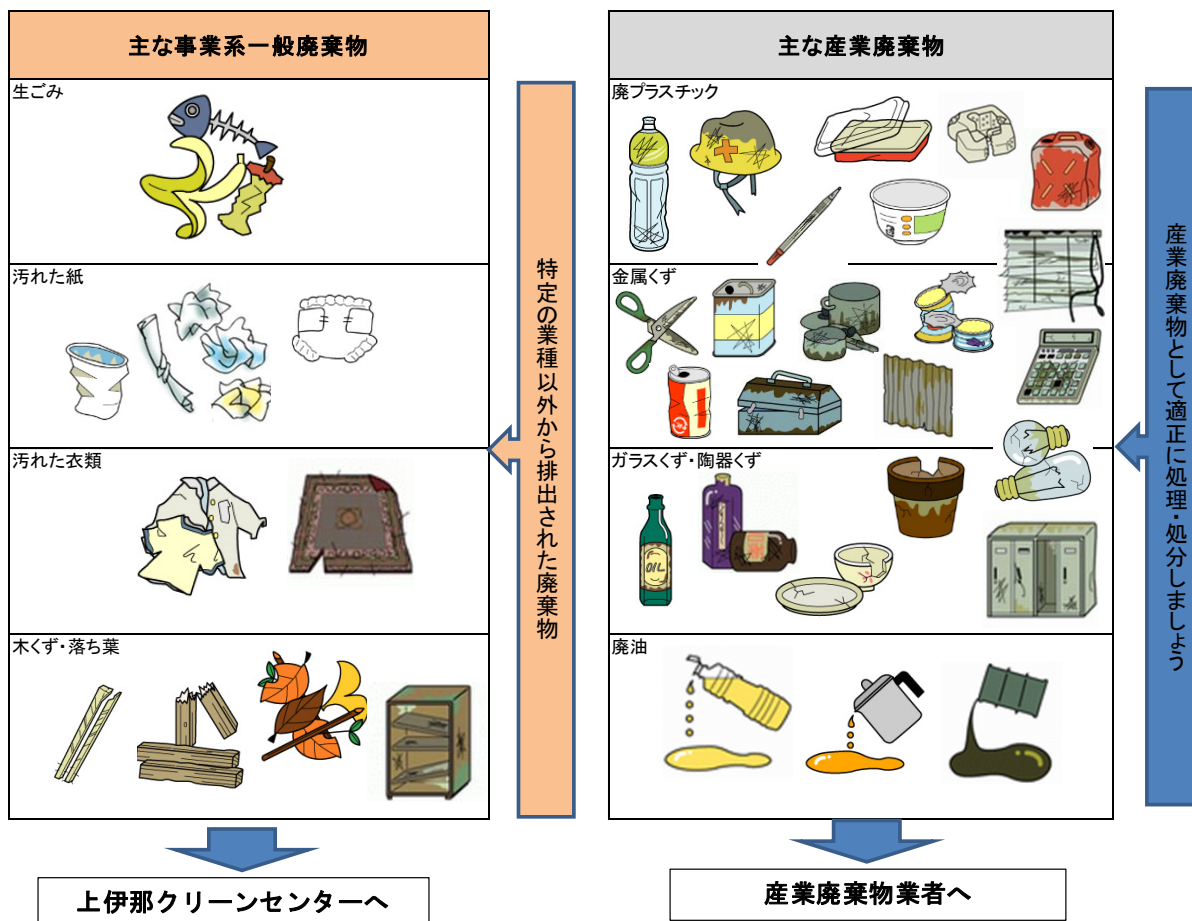 主な事業系一般廃棄物
生ごみ
汚れた紙
汚れた衣類
木くず・落ち葉
特定の業種以外から排出された廃棄物
上伊那クリーンセンターへ
主な産業廃棄物
廃プラスチック
金属くず
ガラスくず・陶器くず
OIL
廃油
産業廃棄物として適正に処理・処分しましょう
産業廃棄物業者へ